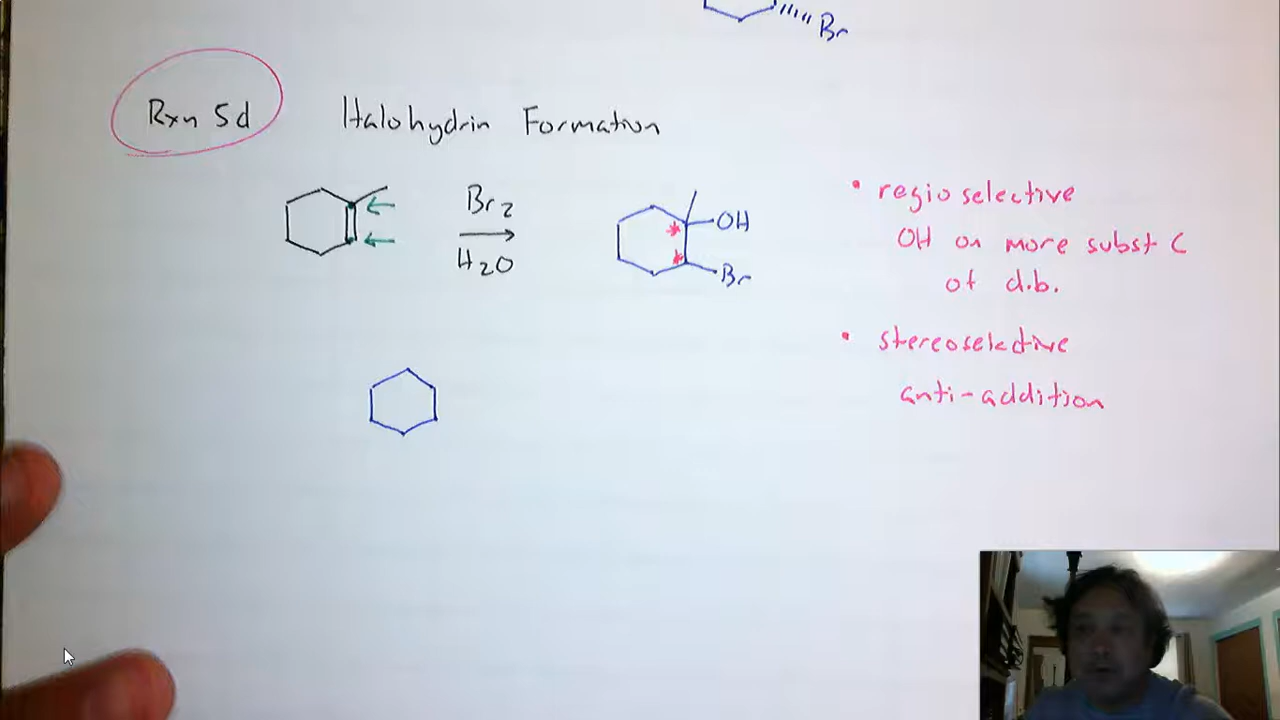 Br
Rxn 5d
Halohydrin Formation
Br2
H2O
OH
Br
• regioselective
OH on more subst C
of d.b.
• stereoselective
anti-addition